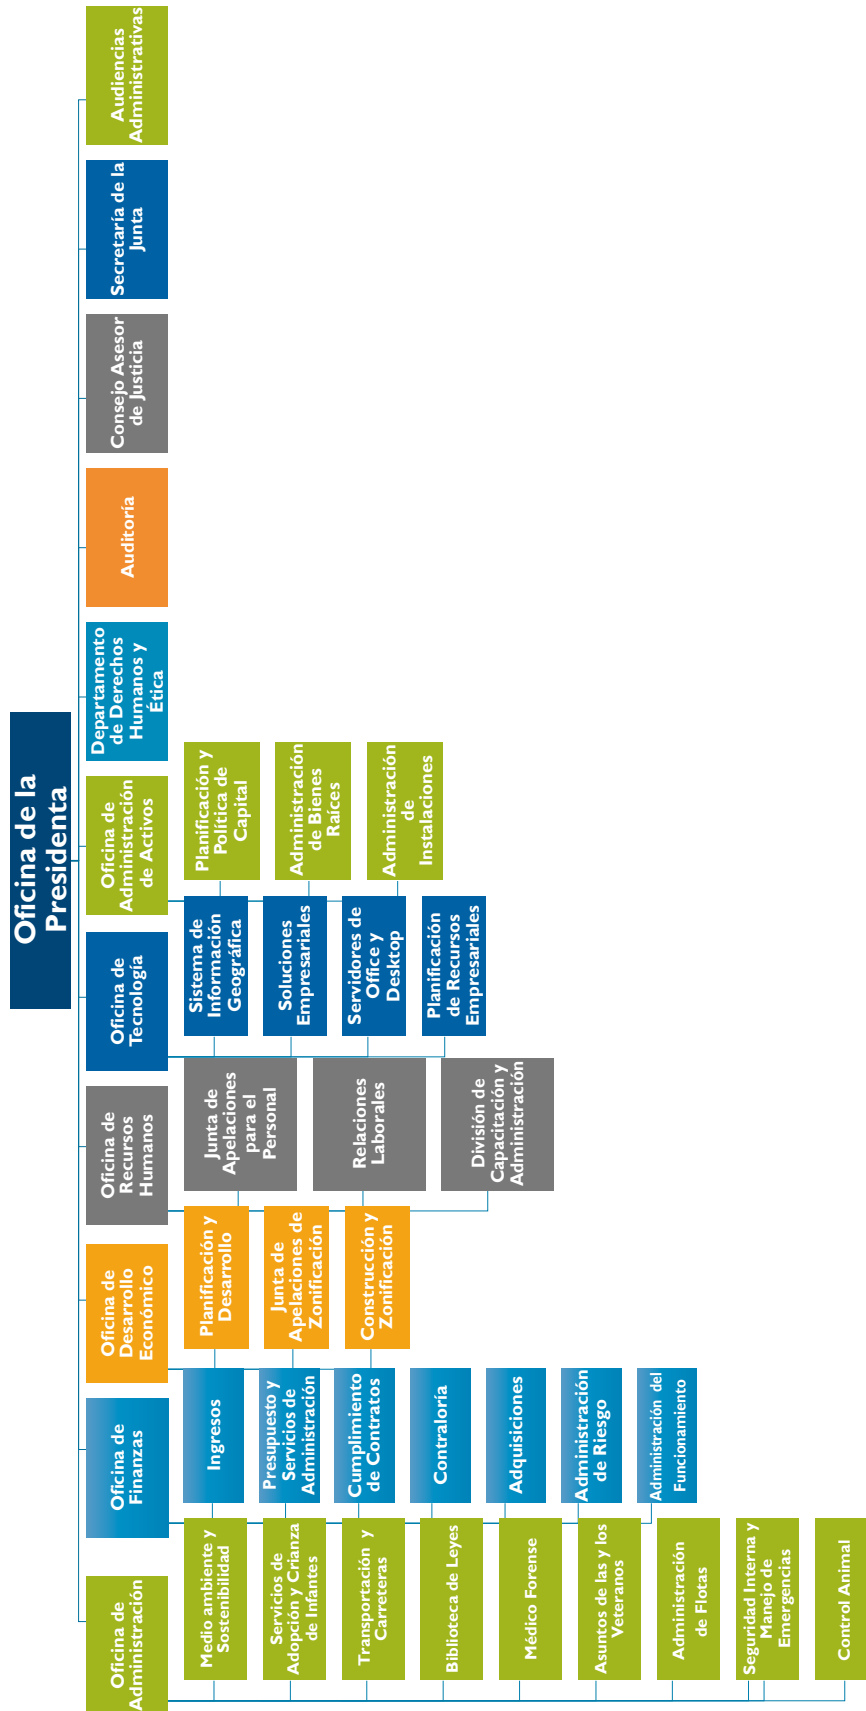 Oficina de la
Presidenta
Oficina de
Administración
Oficina de
Finanzas
Oficina de
Desarrollo
Económico
Oficina de
Recursos
Humanos
Oficina de
Tecnología
Oficina de
Administración
de Activos
Departamento
de Derechos
Humanos y
Ética
Auditoría
Consejo Asesor
de Justicia
Secretaría de la
Junta
Audiencias
Administrativas
Medio ambiente y
Sostenibilidad
Servicios de
Adopción y Crianza
de Infantes
Transportación y
Carreteras
Biblioteca de Leyes
Médico Forense
Asuntos de las y los
Veteranos
Administración
de Flotas
Seguridad Interna y
Manejo de
Emergencias
Control Animal
Ingresos
Presupuesto y
Servicios de
Administración
Cumplimiento
de Contratos
Contraloría
Adquisiciones
Administración
de Riesgo
Administración del
Funcionamiento
Planificación y
Desarrollo
Junta de
Apelaciones de
Zonificación
Construcción y
Zonificación
Junta de
Apelaciones
para el
Personal
Relaciones
Laborales
División de
Capacitación y
Administración
Sistema de
Información
Geográfica
Soluciones
Empresariales
Servidores de
Office y
Desktop
Planificación
de Recursos
Empresariales
Planificación y
Política de
Capital
Administración
de Bienes
Raíces
Administración
de
Instalaciones